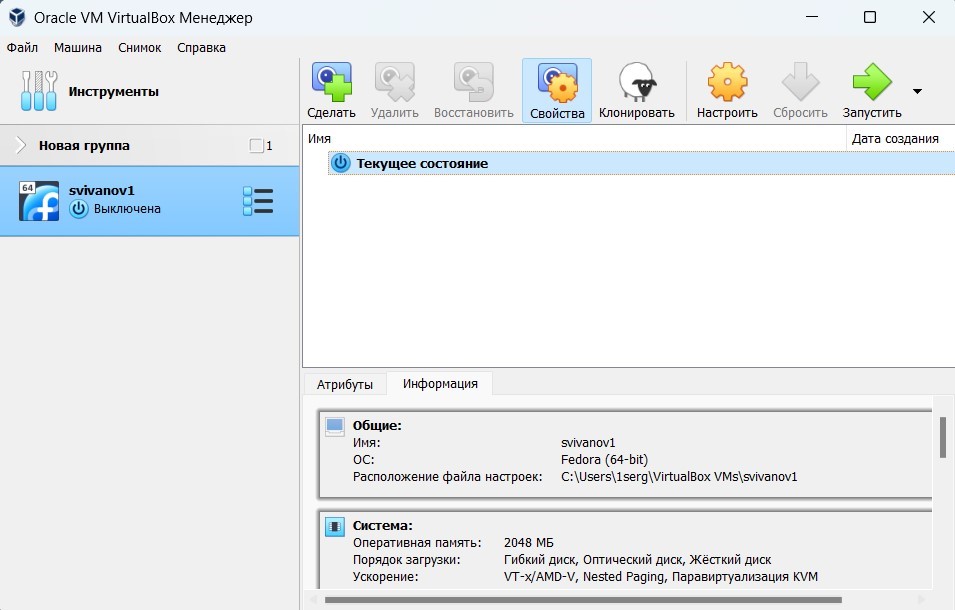 Oracle VM VirtualBox Менеджер
Файл Машина Снимок Справка
Инструменты
Сделать Удалить Восстановить Свойства Клонировать Настроить Сбросить Запустить
Новая группа 1
64
svivanov1
Выключена
Имя Дата создания
Текущее состояние
Атрибуты Информация
Общие:
Имя: svivanov1
ОС: Fedora (64-bit)
Расположение файла настроек: C:\Users\1serg\VirtualBox VMs\svivanov1
Система:
Оперативная память: 2048 МБ
Порядок загрузки: Гибкий диск, Оптический диск, Жёсткий диск
Ускорение: VT-x/AMD-V, Nested Paging, Паравиртуализация KVM